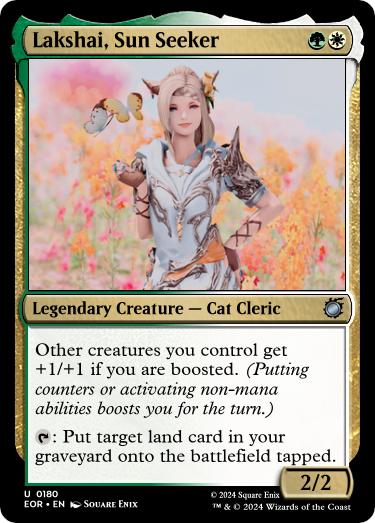 Lakshai, Sun Seeker
Legendary Creature — Cat Cleric
Other creatures you control get
+1/+1 if you are boosted. (Putting
counters or activating non-mana
abilities boosts you for the turn.)
: Put target land card in your
graveyard onto the battlefield tapped.
2/2
U 0180
EOR • EN SQUARE ENIX
© 2024 Square Enix
™ & © 2024 Wizards of the Coast